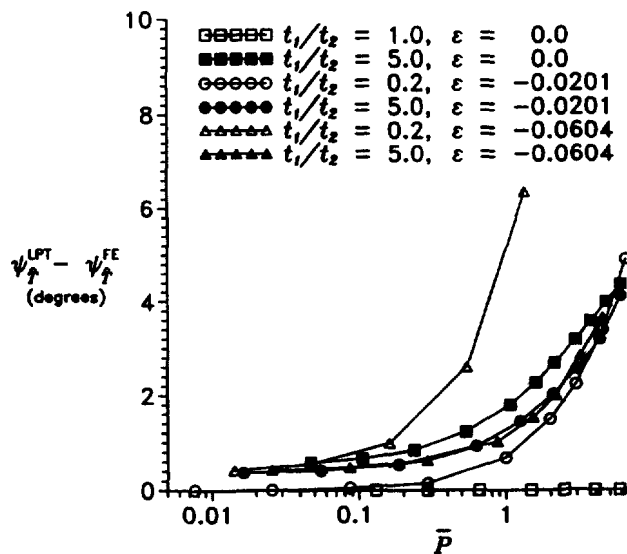 10
8
6
4
2
0
t₁/t₂ = 1.0, ε = 0.0
t₁/t₂ = 5.0, ε = 0.0
t₁/t₂ = 0.2, ε = -0.0201
t₁/t₂ = 5.0, ε = -0.0201
t₁/t₂ = 0.2, ε = -0.0604
t₁/t₂ = 5.0, ε = -0.0604
ψ_T̂^LPT - ψ_T̂^FE
(degrees)
0.01 0.1 1
P̄